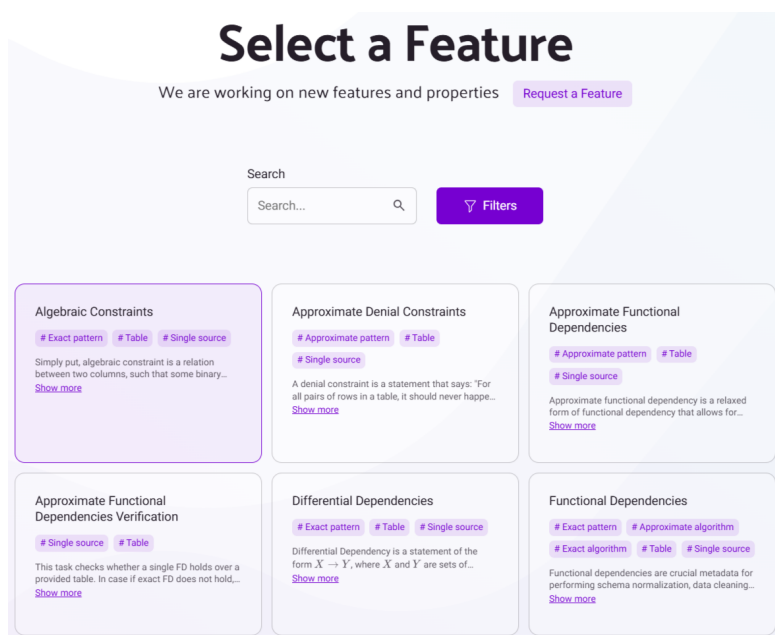 Select a Feature
We are working on new features and properties Request a Feature
Search
Search...
Filters
Algebraic Constraints
# Exact pattern # Table # Single source
Simply put, algebraic constraint is a relation
between two columns, such that some binary...
Show more
Approximate Denial Constraints
# Approximate pattern # Table
# Single source
A denial constraint is a statement that says: "For
all pairs of rows in a table, it should never happe...
Show more
Approximate Functional
Dependencies
# Approximate pattern # Table
# Single source
Approximate functional dependency is a relaxed
form of functional dependency that allows for...
Show more
Approximate Functional
Dependencies Verification
# Single source # Table
This task checks whether a single FD holds over a
provided table. In case if exact FD does not hold,...
Show more
Differential Dependencies
# Exact pattern # Table # Single source
Differential Dependency is a statement of the
form X → Y, where X and Y are sets of...
Show more
Functional Dependencies
# Exact pattern # Approximate algorithm
# Exact algorithm # Table # Single source
Functional dependencies are crucial metadata for
performing schema normalization, data cleaning...
Show more